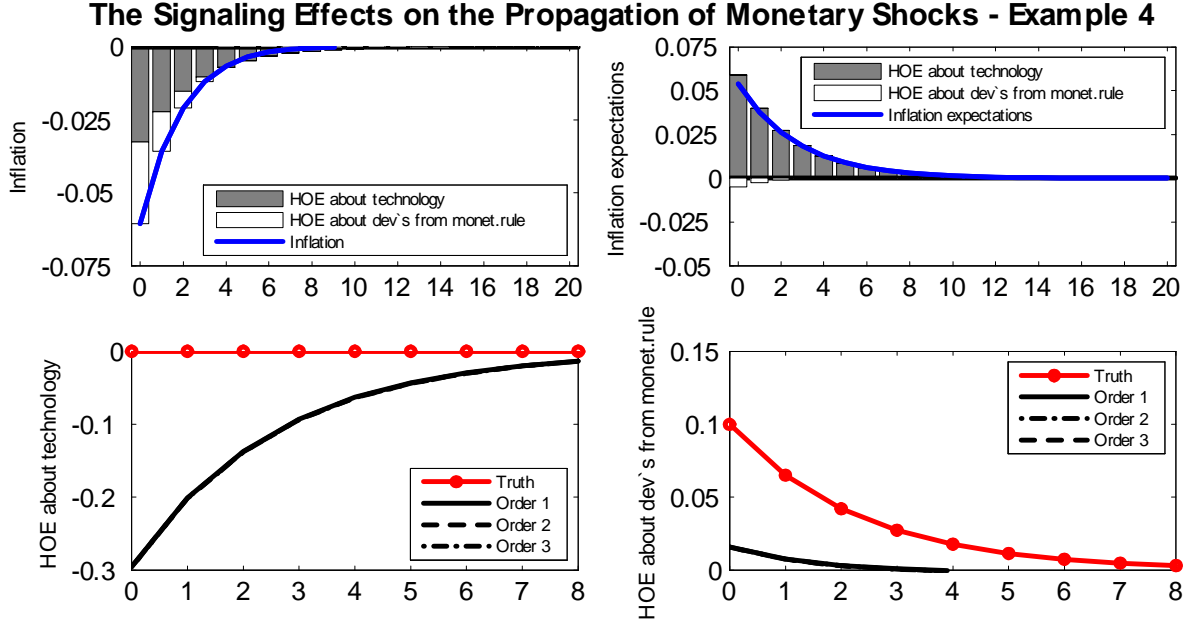 The Signaling Effects on the Propagation of Monetary Shocks - Example 4
Inflation
0
-0.025
-0.05
-0.075
HOE about technology
HOE about dev`s from monet.rule
Inflation
0 2 4 6 8 10 12 14 16 18 20
Inflation expectations
0.075
0.05
0.025
0
-0.025
-0.05
HOE about technology
HOE about dev`s from monet.rule
Inflation expectations
0 2 4 6 8 10 12 14 16 18 20
HOE about technology
0
-0.1
-0.2
-0.3
Truth
Order 1
Order 2
Order 3
0 1 2 3 4 5 6 7 8
HOE about dev`s from monet.rule
0.15
0.1
0.05
0
Truth
Order 1
Order 2
Order 3
0 1 2 3 4 5 6 7 8